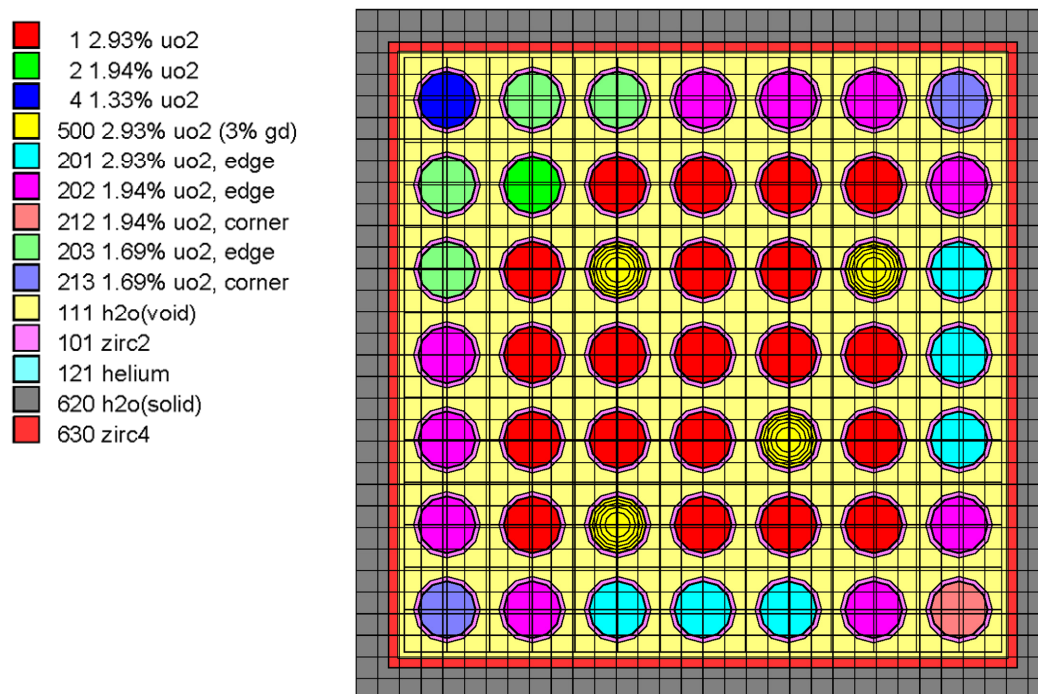 1 2.93% uo2
2 1.94% uo2
4 1.33% uo2
500 2.93% uo2 (3% gd)
201 2.93% uo2, edge
202 1.94% uo2, edge
212 1.94% uo2, corner
203 1.69% uo2, edge
213 1.69% uo2, corner
111 h2o(void)
101 zirc2
121 helium
620 h2o(solid)
630 zirc4